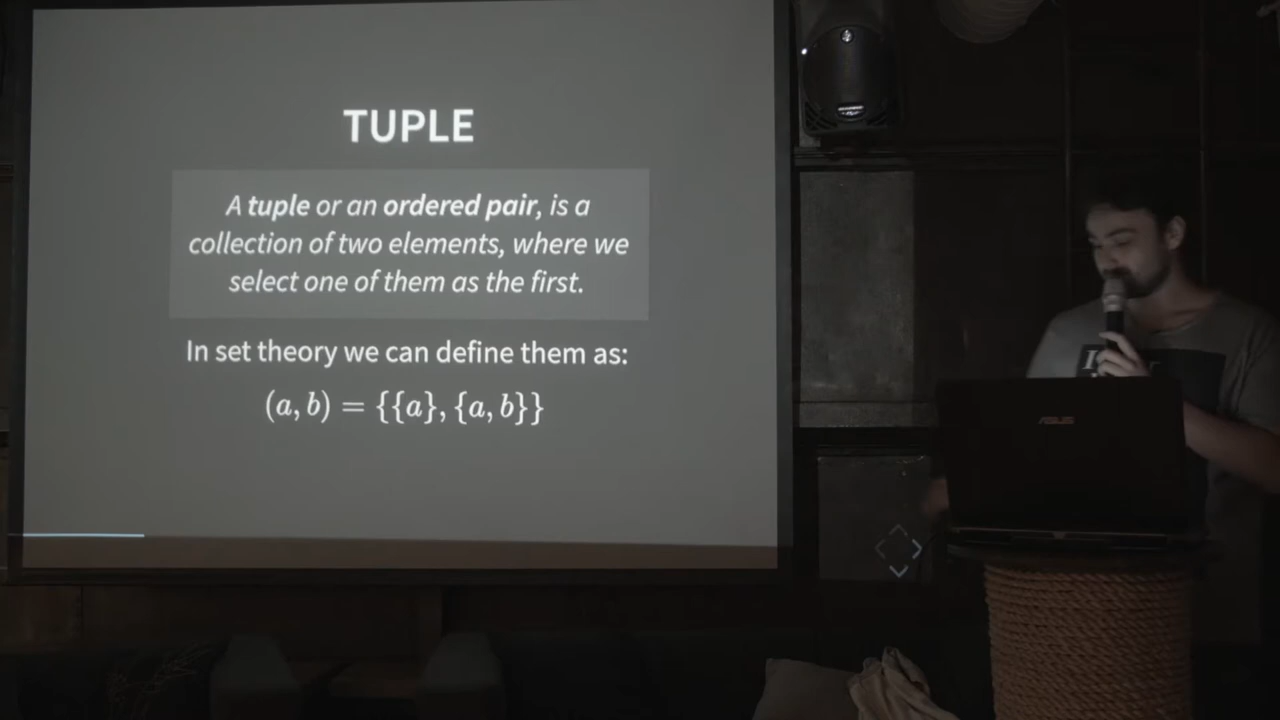 TUPLE
A tuple or an ordered pair, is a
collection of two elements, where we
select one of them as the first.
In set theory we can define them as:
(a, b) = {{a}, {a, b}}
ASUS